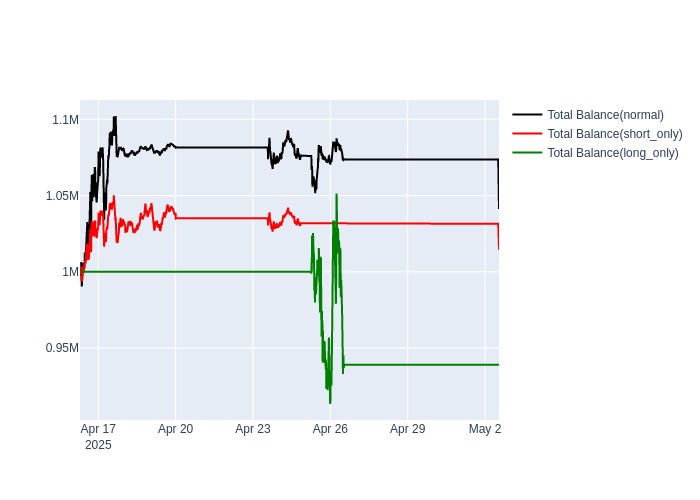 1.1M
1.05M
1M
0.95M
Apr 17
2025
Apr 20
Apr 23
Apr 26
Apr 29
May 2
Total Balance(normal)
Total Balance(short_only)
Total Balance(long_only)